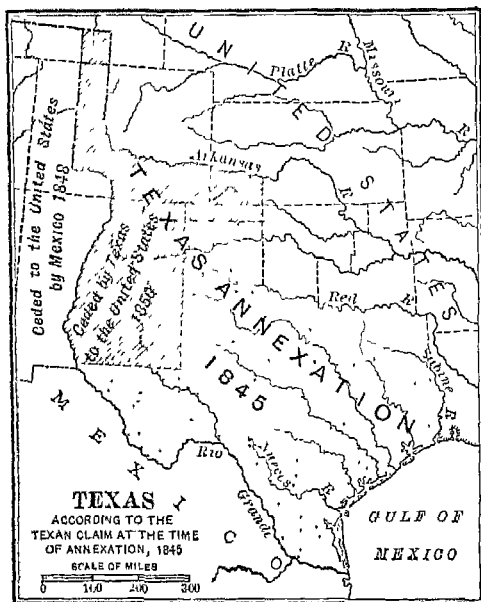 UNITED STATES
Platte R
Missouri R
Arkansas R
Ceded to the United States
by Mexico 1848
TEXAS ANNEXATION
1845
Ceded by Texas
to the United States
1850
Red R
Sabine R
Nueces R
Rio Grande
MEXICO
GULF OF
MEXICO
TEXAS
ACCORDING TO THE
TEXAN CLAIM AT THE TIME
OF ANNEXATION, 1845
SCALE OF MILES
0 100 200 300